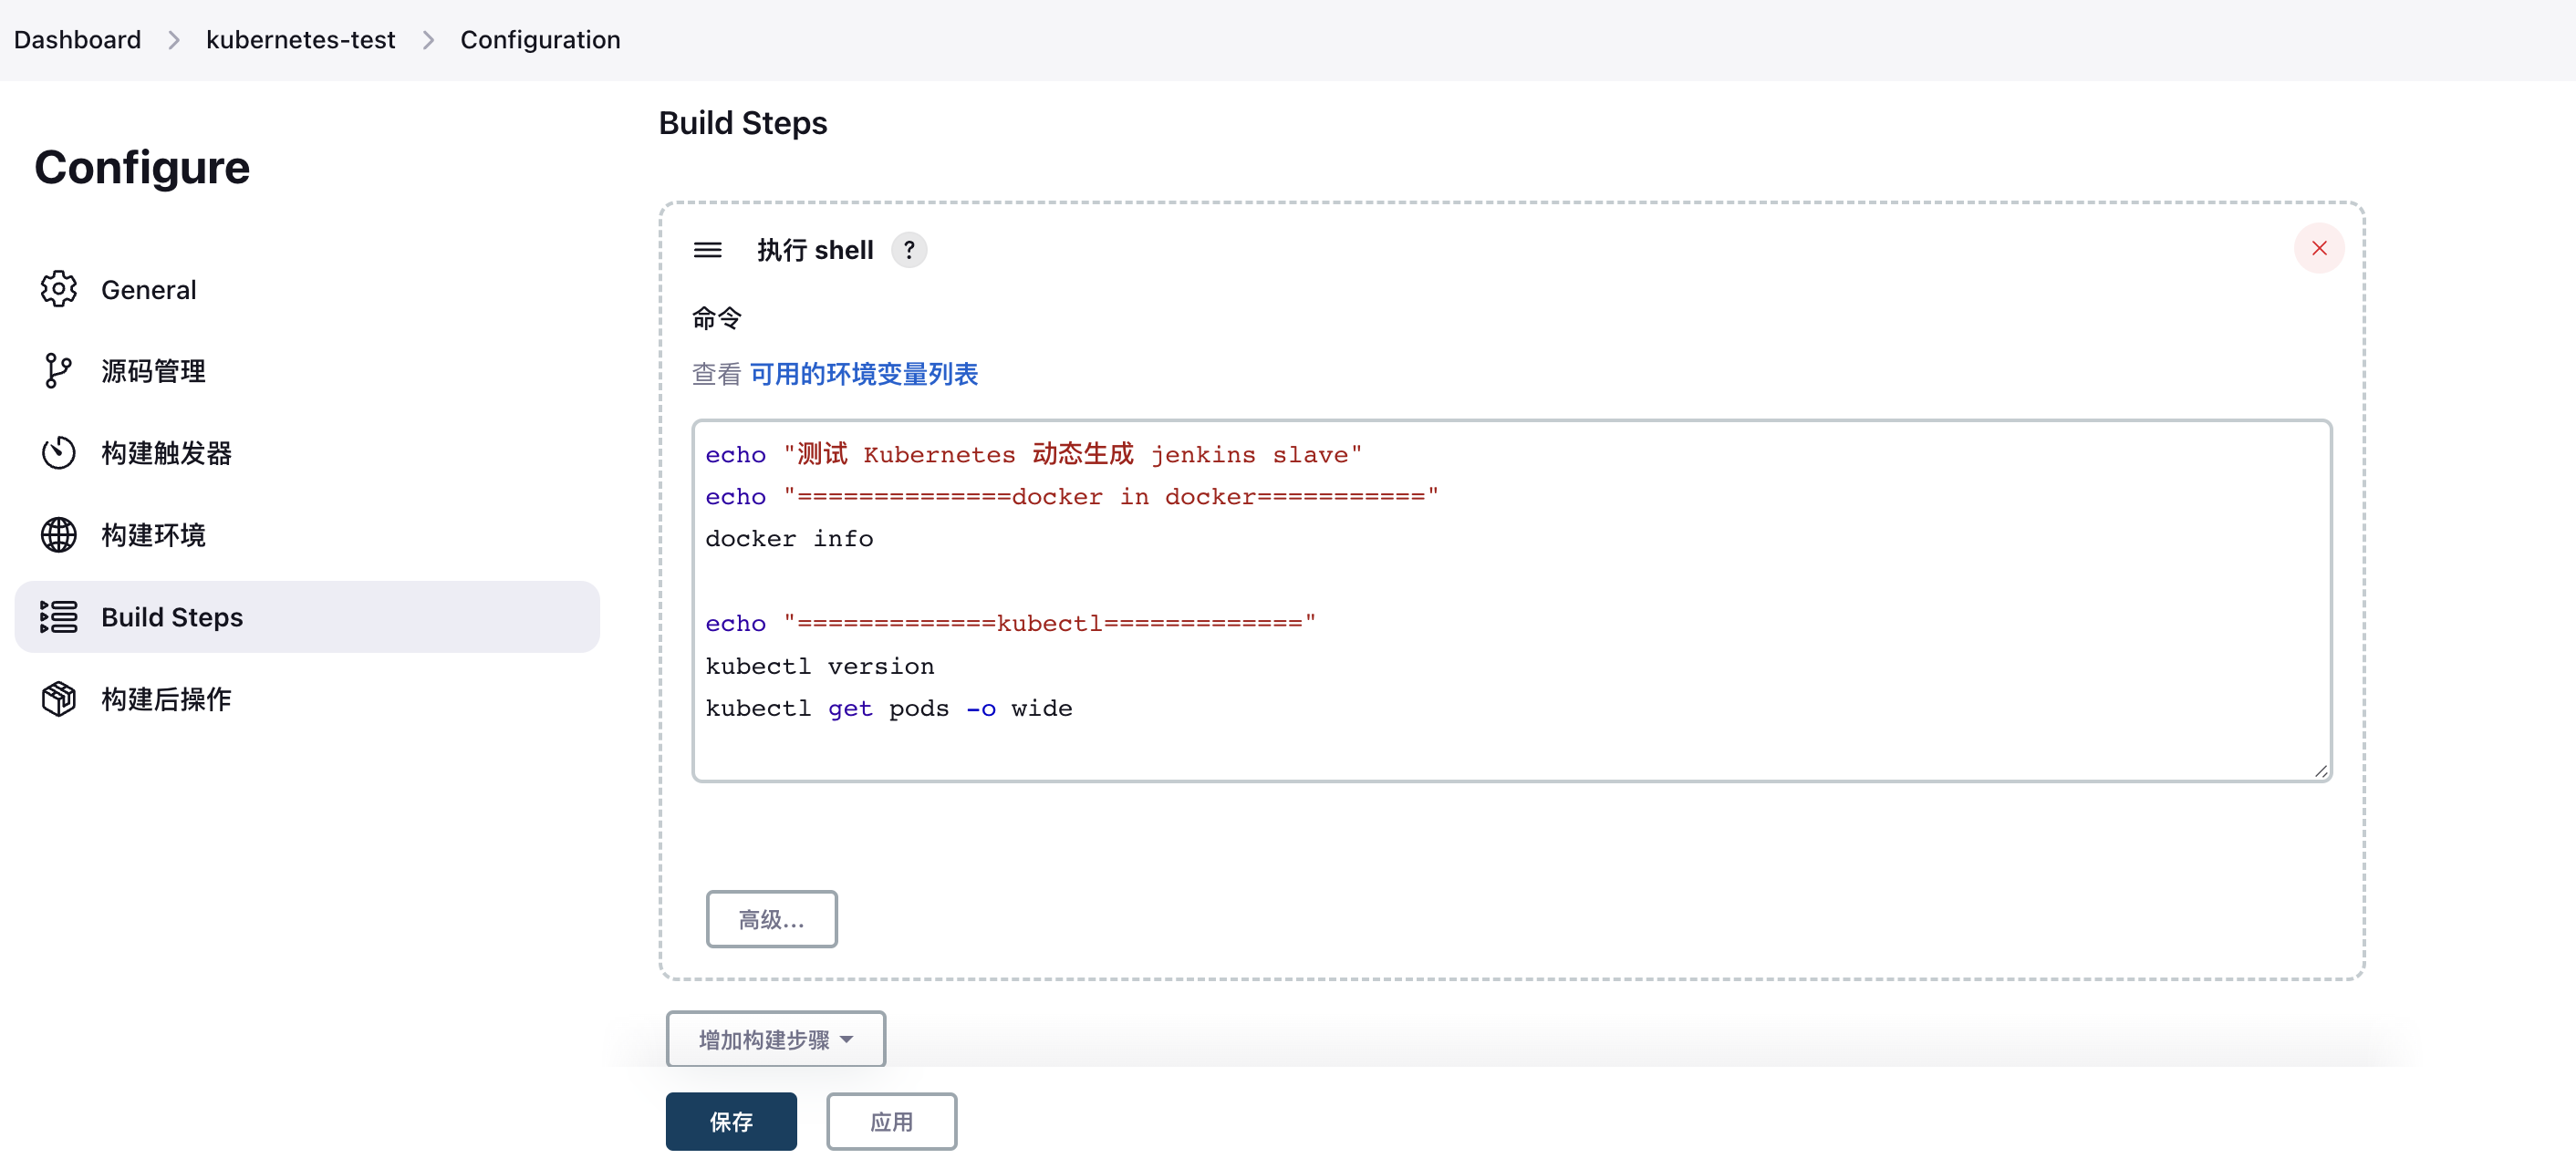 Dashboard > kubernetes-test > Configuration
Configure
General
源码管理
构建触发器
构建环境
Build Steps
构建后操作
Build Steps
执行 shell ?
命令
查看 可用的环境变量列表
echo "测试 Kubernetes 动态生成 jenkins slave"
echo "==============docker in docker==========="
docker info
echo "=============kubectl============="
kubectl version
kubectl get pods -o wide
高级...
增加构建步骤
保存 应用